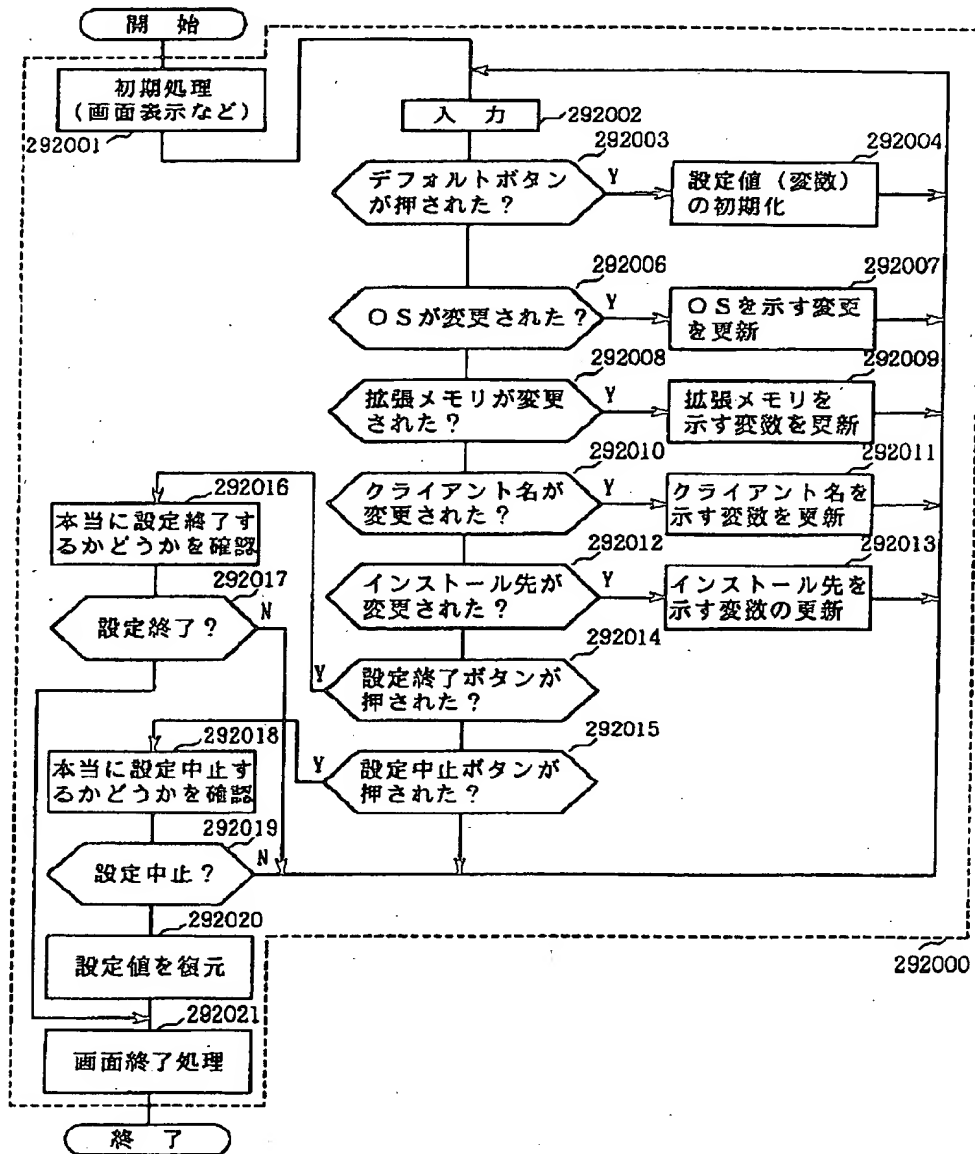 開 始
初期処理
(画面表示など)
292001
入 力
292002
292003
デフォルトボタン
が押された?
Y
292004
設定値(変数)
の初期化
292006
OSが変更された?
Y
292007
OSを示す変更
を更新
292008
拡張メモリが変更
された?
Y
292009
拡張メモリを
示す変数を更新
292010
クライアント名が
変更された?
Y
292011
クライアント名を
示す変数を更新
292012
インストール先が
変更された?
Y
292013
インストール先を
示す変数の更新
292014
設定終了ボタンが
押された?
Y
292015
設定中止ボタンが
押された?
Y
292016
本当に設定終了す
るかどうかを確認
292017
設定終了?
N
292018
本当に設定中止す
るかどうかを確認
292019
設定中止?
N
292020
設定値を復元
292021
画面終了処理
292000
終 了